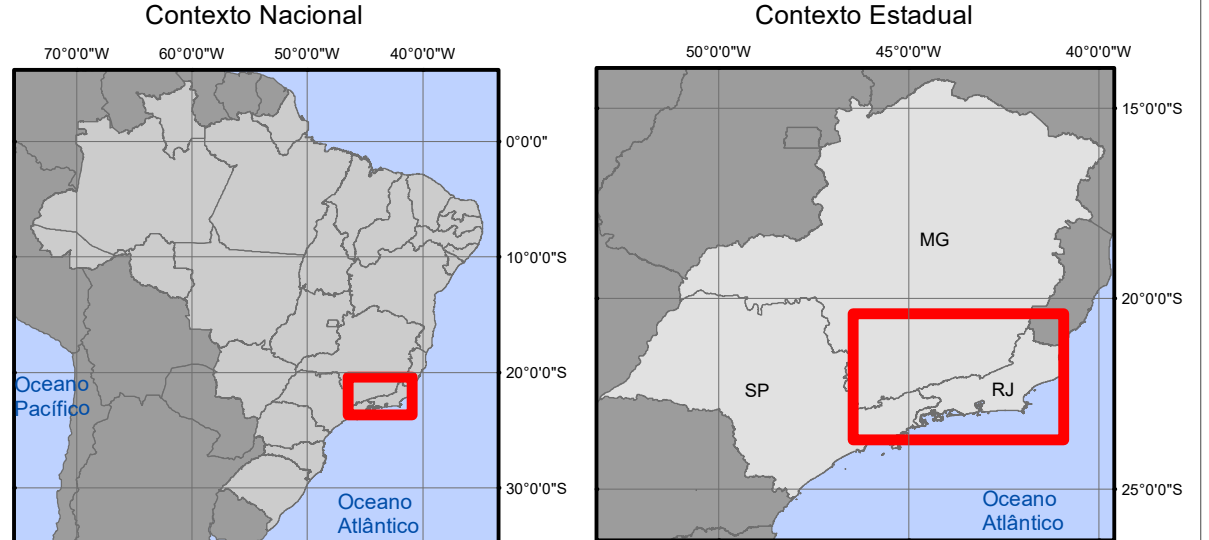 Contexto Nacional
70°0'0"W 60°0'0"W 50°0'0"W 40°0'0"W
0°0'0"
10°0'0"S
20°0'0"S
30°0'0"S
Oceano
Pacífico
Oceano
Atlântico
Contexto Estadual
50°0'0"W 45°0'0"W 40°0'0"W
15°0'0"S
20°0'0"S
25°0'0"S
MG
SP
RJ
Oceano
Atlântico